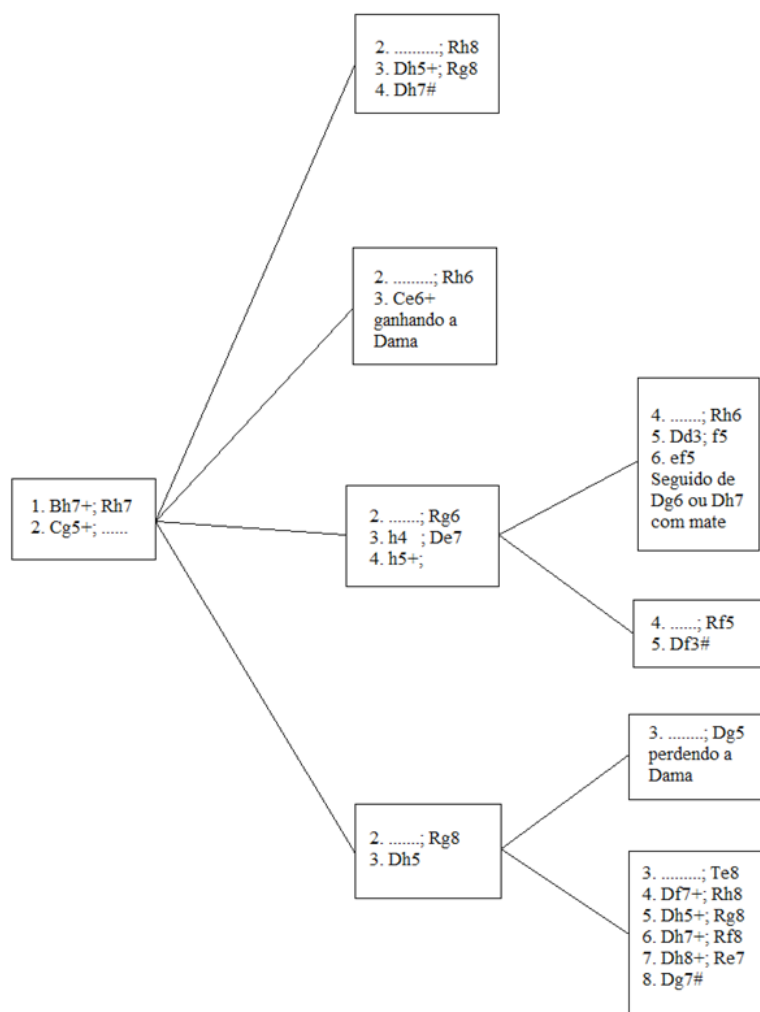 2. ..........; Rh8
3. Dh5+; Rg8
4. Dh7#
2. .........; Rh6
3. Ce6+
ganhando a
Dama
4. .......; Rh6
5. Dd3; f5
6. ef5
Seguido de
Dg6 ou Dh7
com mate
1. Bh7+; Rh7
2. Cg5+; ......
2. .......; Rg6
3. h4 ; De7
4. h5+;
4. ......; Rf5
5. Df3#
3. ........; Dg5
perdendo a
Dama
2. .......; Rg8
3. Dh5
3. .........; Te8
4. Df7+; Rh8
5. Dh5+; Rg8
6. Dh7+; Rf8
7. Dh8+; Re7
8. Dg7#